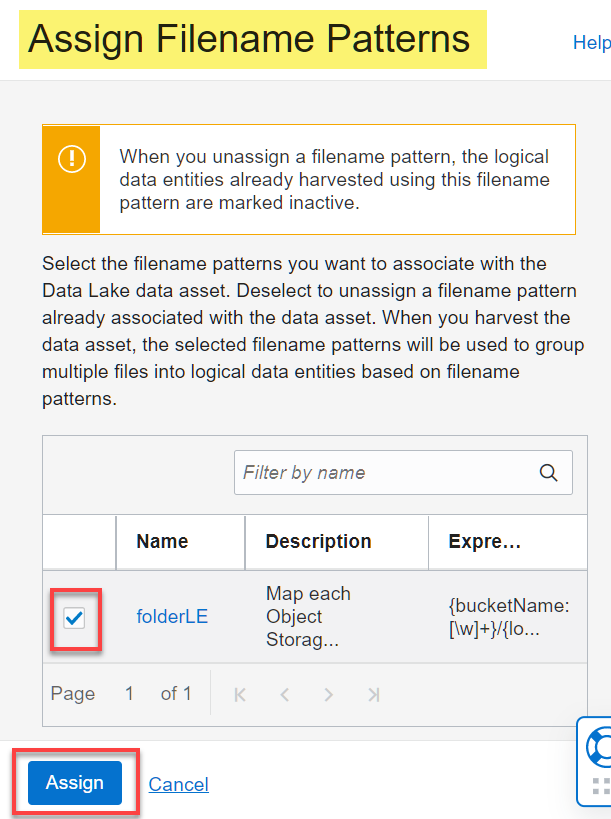 Assign Filename Patterns
Help
When you unassign a filename pattern, the logical
data entities already harvested using this filename
pattern are marked inactive.
Select the filename patterns you want to associate with the
Data Lake data asset. Deselect to unassign a filename pattern
already associated with the data asset. When you harvest the
data asset, the selected filename patterns will be used to group
multiple files into logical data entities based on filename
patterns.
Filter by name
Name Description Expre...
folderLE
Map each
Object
Storag...
{bucketName:
[\w]+}/{lo...
Page 1 of 1
Assign Cancel